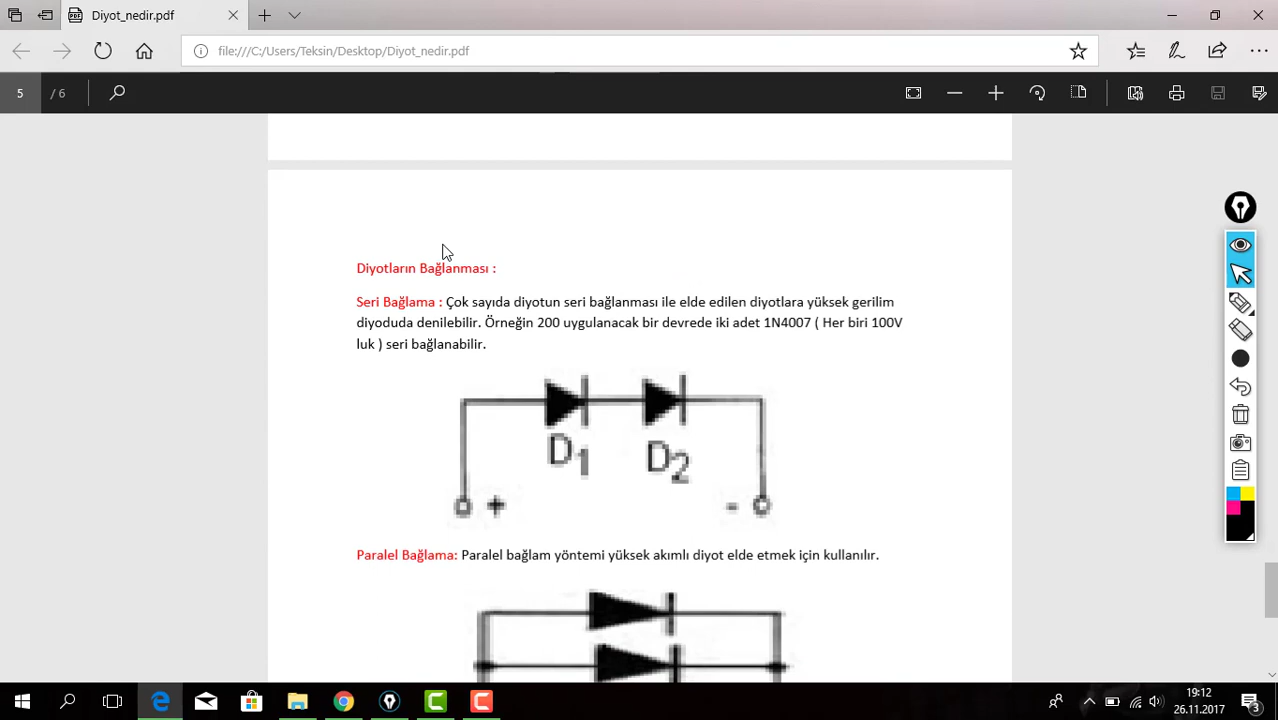 Diyot_nedir.pdf
file:///C:/Users/Teksin/Desktop/Diyot_nedir.pdf
5 / 6
Diyotların Bağlanması :
Seri Bağlama : Çok sayıda diyotun seri bağlanması ile elde edilen diyotlara yüksek gerilim
diyoduda denilebilir. Örneğin 200 uygulanacak bir devrede iki adet 1N4007 ( Her biri 100V
luk ) seri bağlanabilir.
D1 D2
+ -
Paralel Bağlama: Paralel bağlam yöntemi yüksek akımlı diyot elde etmek için kullanılır.
19:12
26.11.2017
3